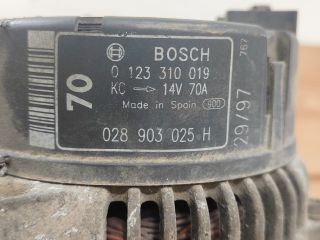 BOSCH
0 123 310 019
KC 14V 70A
Made in Spain
028 903 025 H
70
29/97